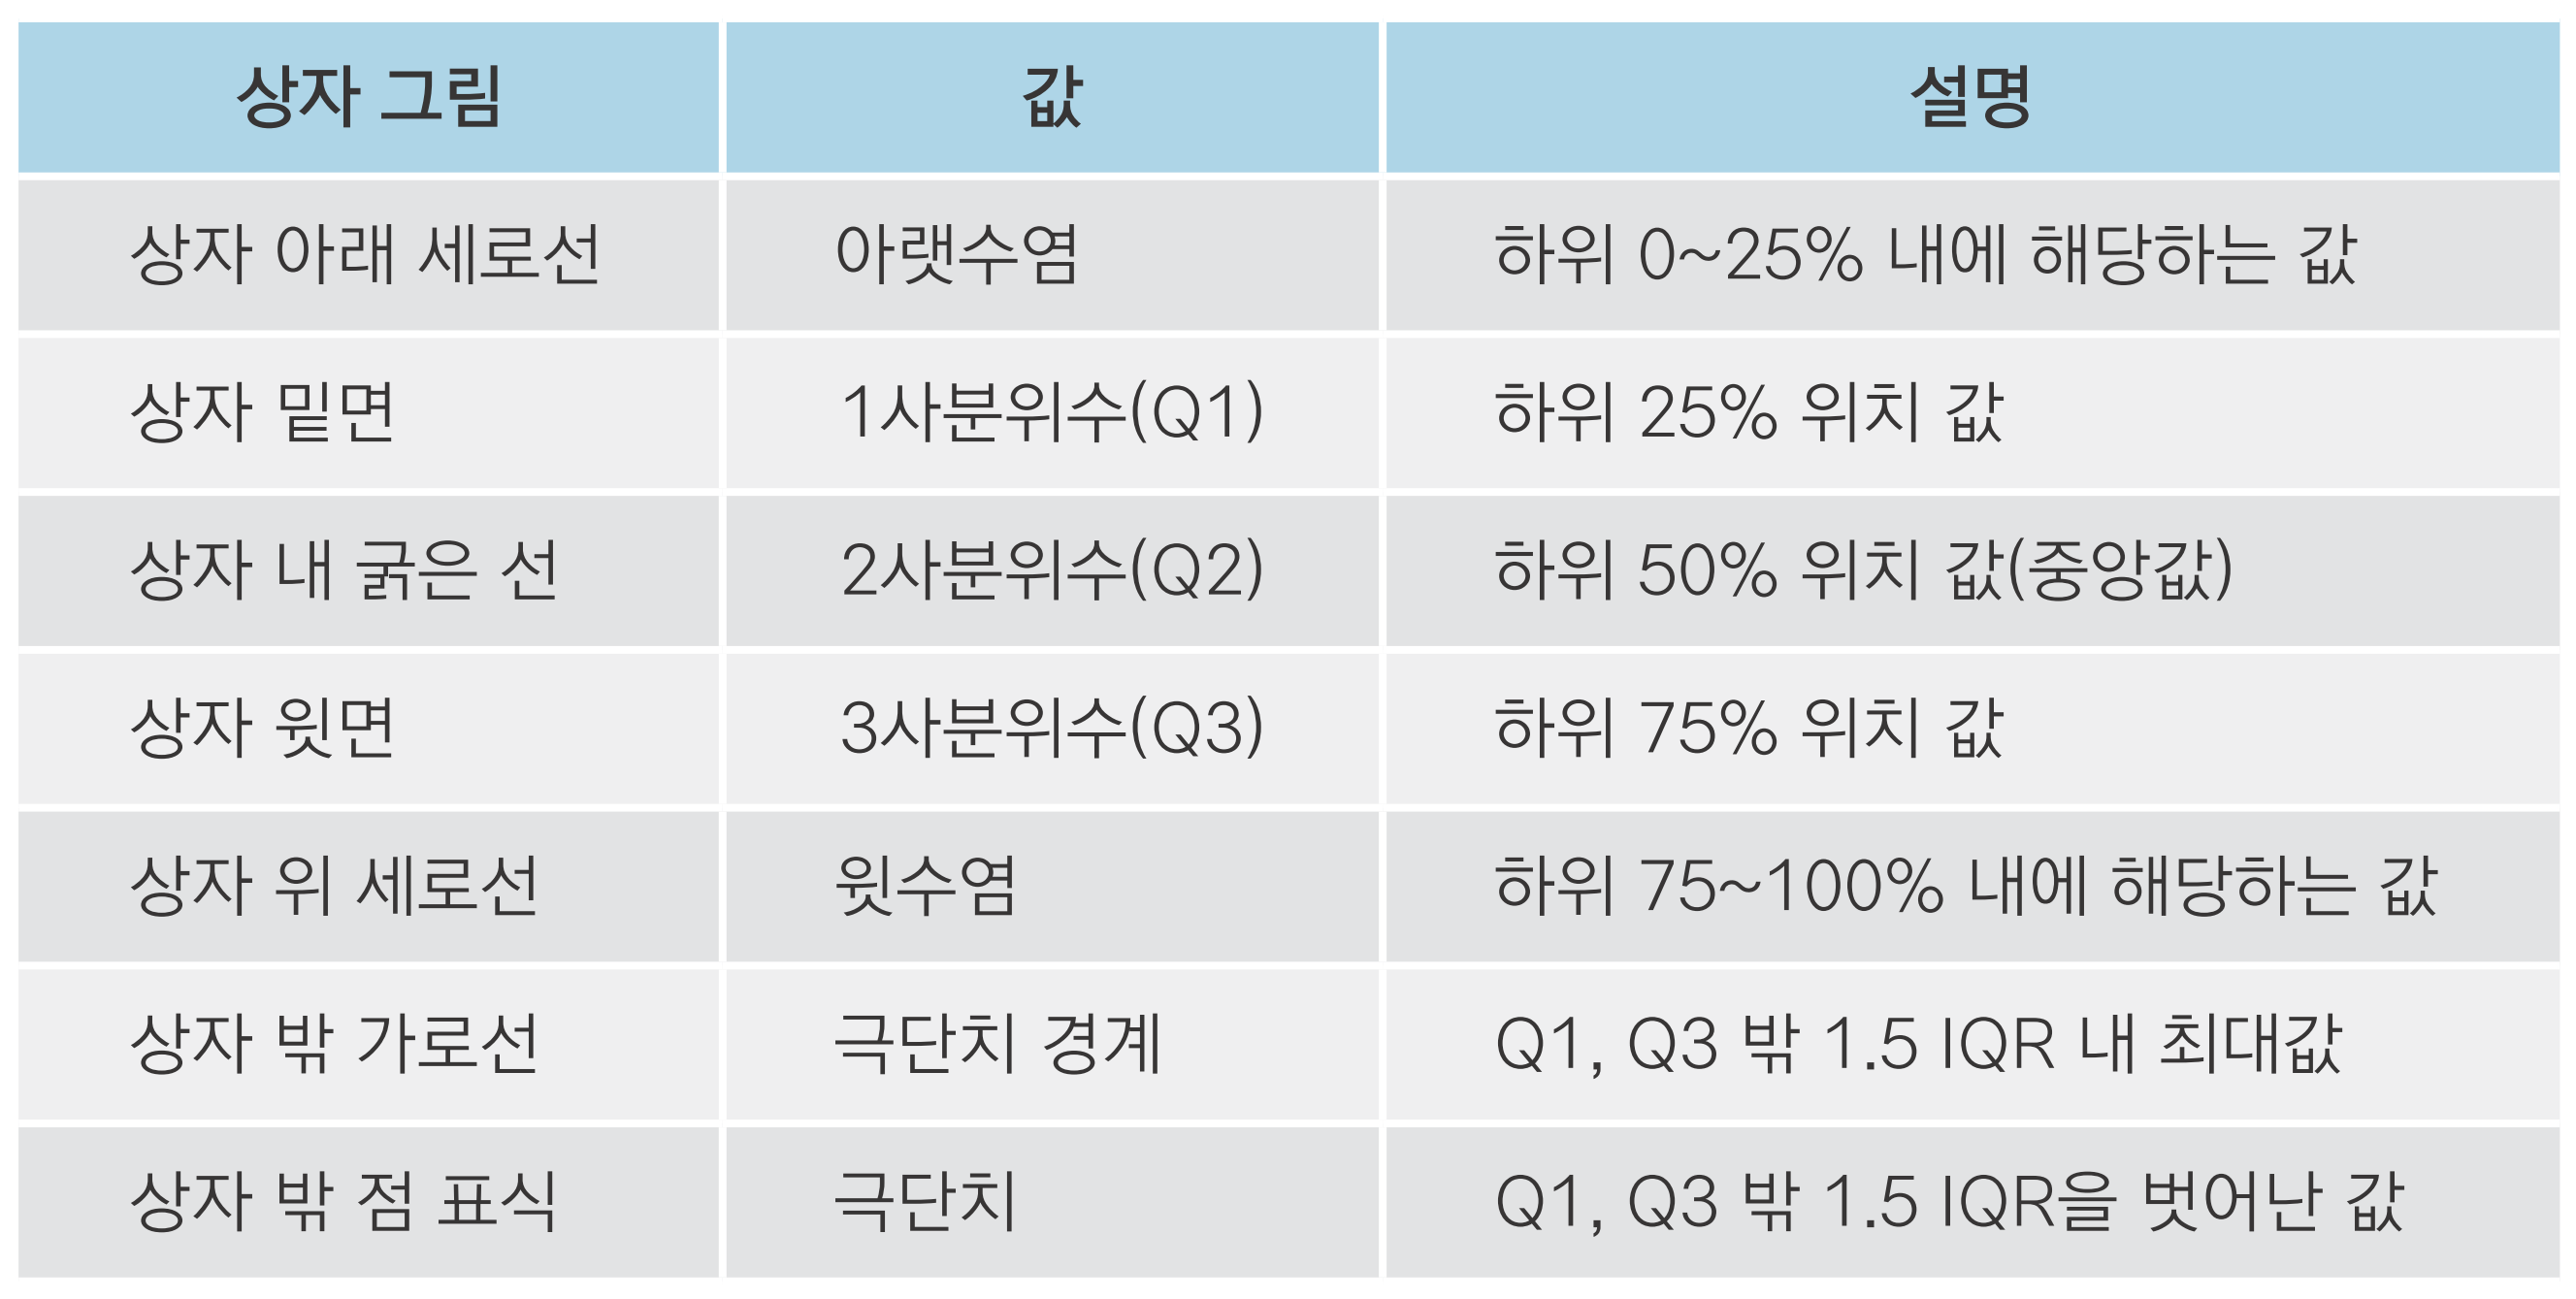 상자 그림 값 설명
상자 아래 세로선 아랫수염 하위 0~25% 내에 해당하는 값
상자 밑면 1사분위수(Q1) 하위 25% 위치 값
상자 내 굵은 선 2사분위수(Q2) 하위 50% 위치 값(중앙값)
상자 윗면 3사분위수(Q3) 하위 75% 위치 값
상자 위 세로선 윗수염 하위 75~100% 내에 해당하는 값
상자 밖 가로선 극단치 경계 Q1, Q3 밖 1.5 IQR 내 최대값
상자 밖 점 표식 극단치 Q1, Q3 밖 1.5 IQR을 벗어난 값